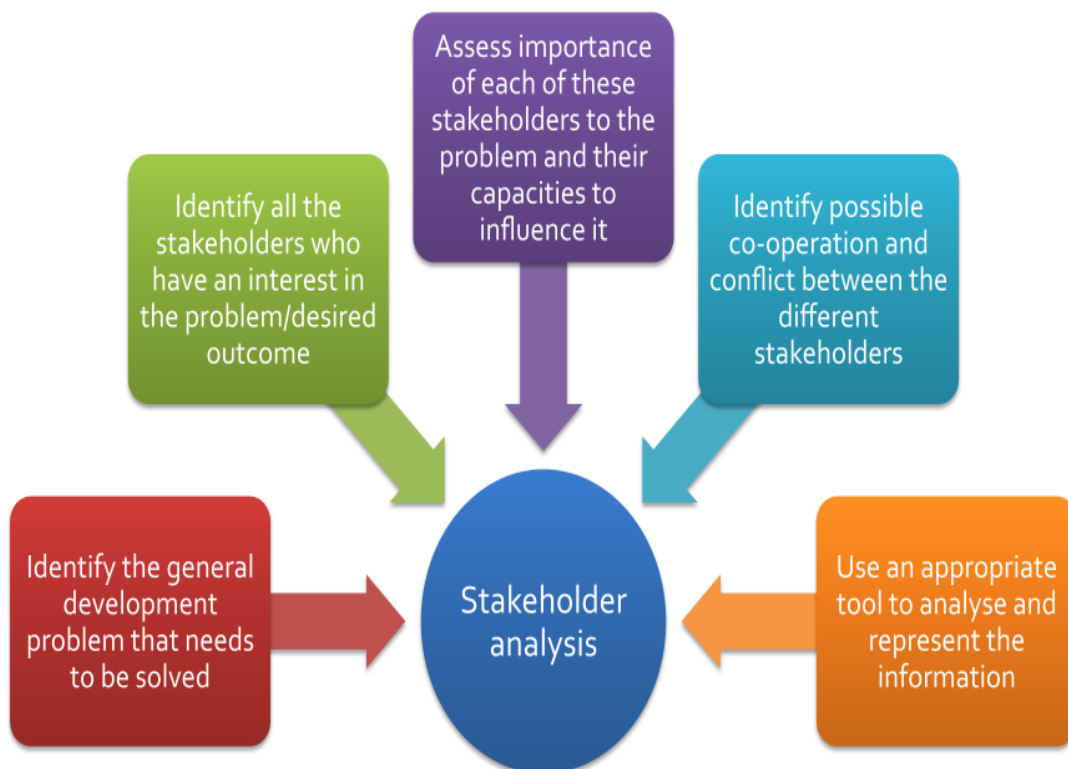 Assess importance
of each of these
stakeholders to the
problem and their
capacities to
influence it
Identify all the
stakeholders who
have an interest in
the problem/desired
outcome
Identify possible
co-operation and
conflict between the
different
stakeholders
Identify the general
development
problem that needs
to be solved
Stakeholder
analysis
Use an appropriate
tool to analyse and
represent the
information